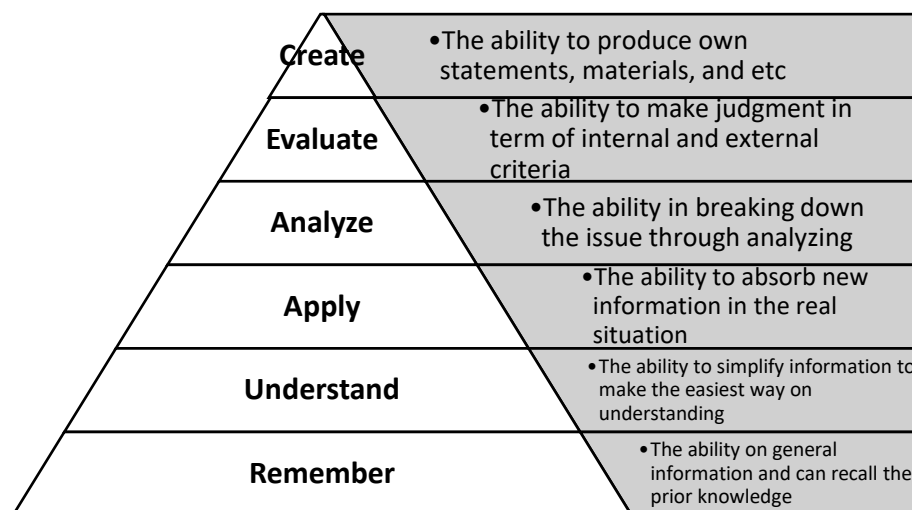 Create
•The ability to produce own
statements, materials, and etc
Evaluate
•The ability to make judgment in
term of internal and external
criteria
Analyze
•The ability in breaking down
the issue through analyzing
Apply
•The ability to absorb new
information in the real
situation
Understand
•The ability to simplify information to
make the easiest way on
understanding
Remember
•The ability on general
information and can recall the
prior knowledge